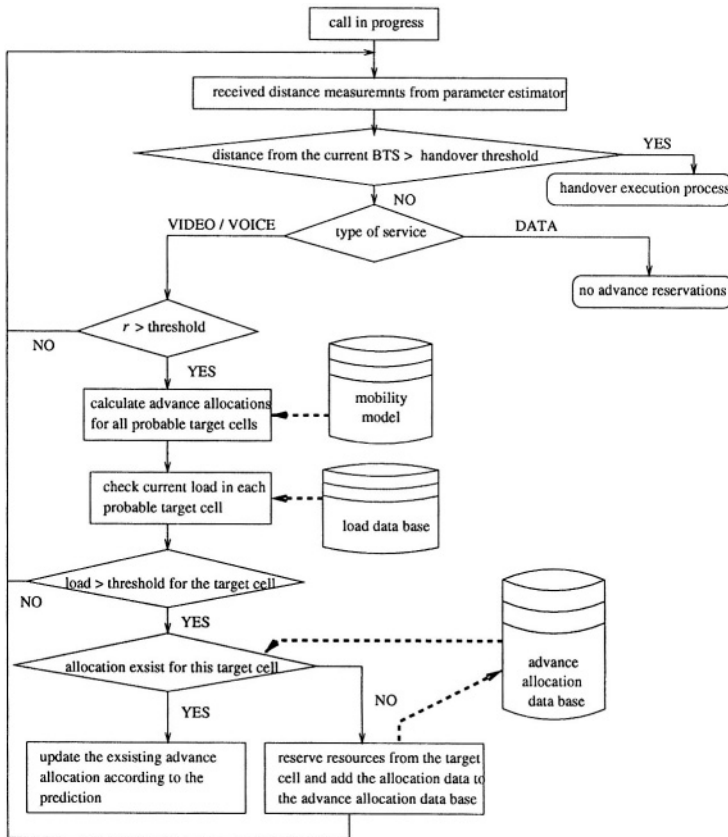 call in progress
received distance measuremnts from parameter estimator
distance from the current BTS > handover threshold
YES
handover execution process
NO
VIDEO / VOICE
type of service
DATA
no advance reservations
r > threshold
NO
YES
calculate advance allocations
for all probable target cells
mobility
model
check current load in each
probable target cell
load data base
load > threshold for the target cell
NO
YES
allocation exsist for this target cell
advance
allocation
data base
NO
YES
update the exsisting advance
allocation according to the
prediction
reserve resources from the target
cell and add the allocation data to
the advance allocation data base